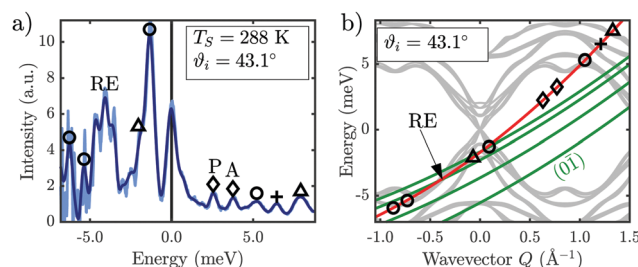 a)
T_S = 288 K
ϑ_i = 43.1°
RE
P A
Intensity (a.u.)
10
8
6
4
2
0
-5.0 0.0 5.0
Energy (meV)
b)
ϑ_i = 43.1°
RE
(01̄)
Energy (meV)
5
0
-5
-1.0 -0.5 0.0 0.5 1.0 1.5
Wavevector Q (Å⁻¹)